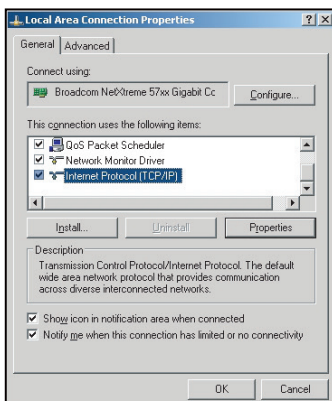 Local Area Connection Properties
General Advanced
Connect using:
Broadcom NetXtreme 57xx Gigabit Cc
Configure...
This connection uses the following items:
QoS Packet Scheduler
Network Monitor Driver
Internet Protocol (TCP/IP)
Install... Uninstall Properties
Description
Transmission Control Protocol/Internet Protocol. The default
wide area network protocol that provides communication
across diverse interconnected networks.
Show icon in notification area when connected
Notify me when this connection has limited or no connectivity
OK Cancel